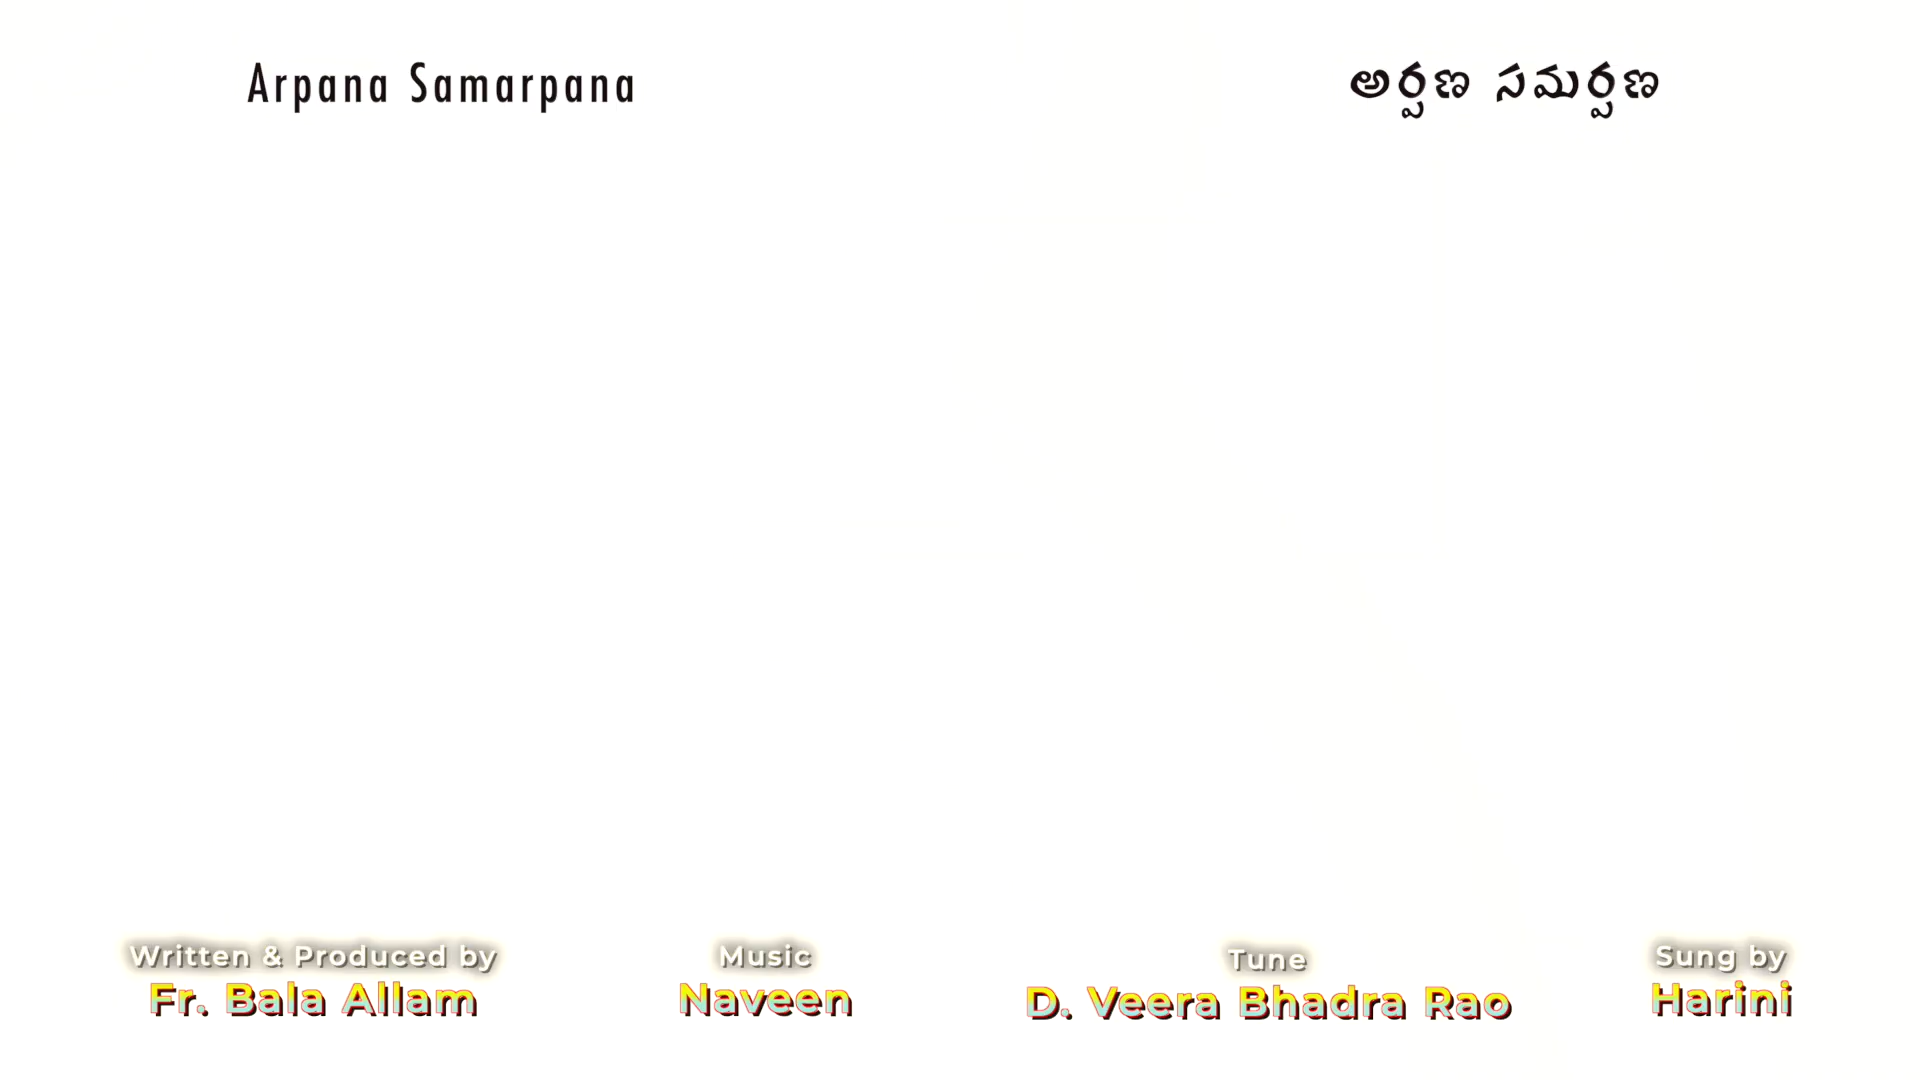 Arpana Samarpana
అర్పణ సమర్పణ
Written & Produced by
Fr. Bala Allam
Music
Naveen
Tune
D. Veera Bhadra Rao
Sung by
Harini